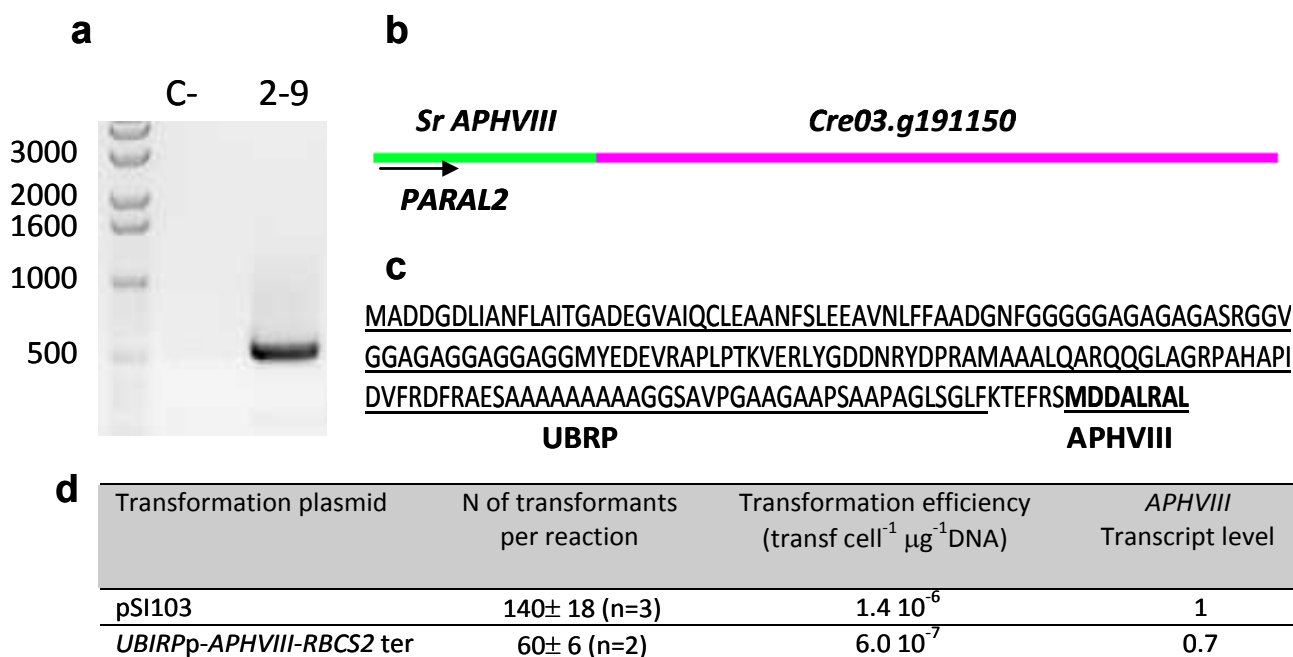 a
C- 2-9
3000
2000
1600
1000
500
b
Sr APHVIII Cre03.g191150
PARAL2
c
MADDGDLIANFLAITGADEGVAIQCLEAANFSLEEAVNLFFAADGNFGGGGGAGAGAGASRGGV
GGAGAGGAGGAGGMYEDEVRAPLPTKVERLYGDDNRYDPRAMAAALQARQQGLAGRPAHAPI
DVFRDFRAESAAAAAAAAAGGSAVPGAAGAAPSAAPAGLSGLFKTEFRSMDDALRAL
UBRP APHVIII
d
Transformation plasmid N of transformants per reaction Transformation efficiency (transf cell⁻¹ µg⁻¹DNA) APHVIII Transcript level
pSI103 140± 18 (n=3) 1.4 10⁻⁶ 1
UBIRPp-APHVIII-RBCS2 ter 60± 6 (n=2) 6.0 10⁻⁷ 0.7